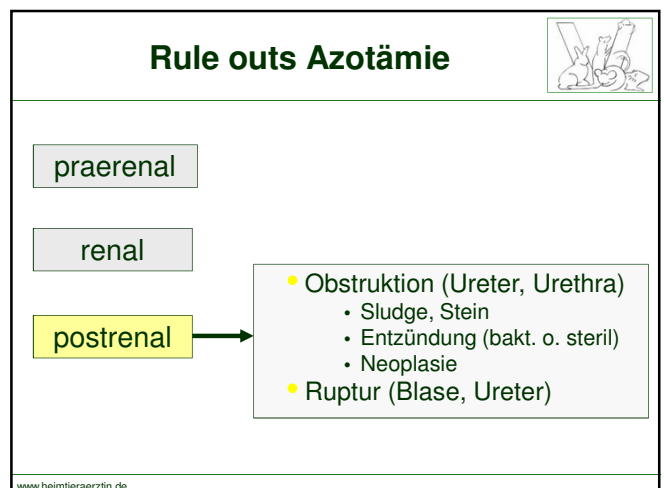 Rule outs Azotämie
praerenal
renal
postrenal
Obstruktion (Ureter, Urethra)
Sludge, Stein
Entzündung (bakt. o. steril)
Neoplasie
Ruptur (Blase, Ureter)
www.heimtieraerztin.de